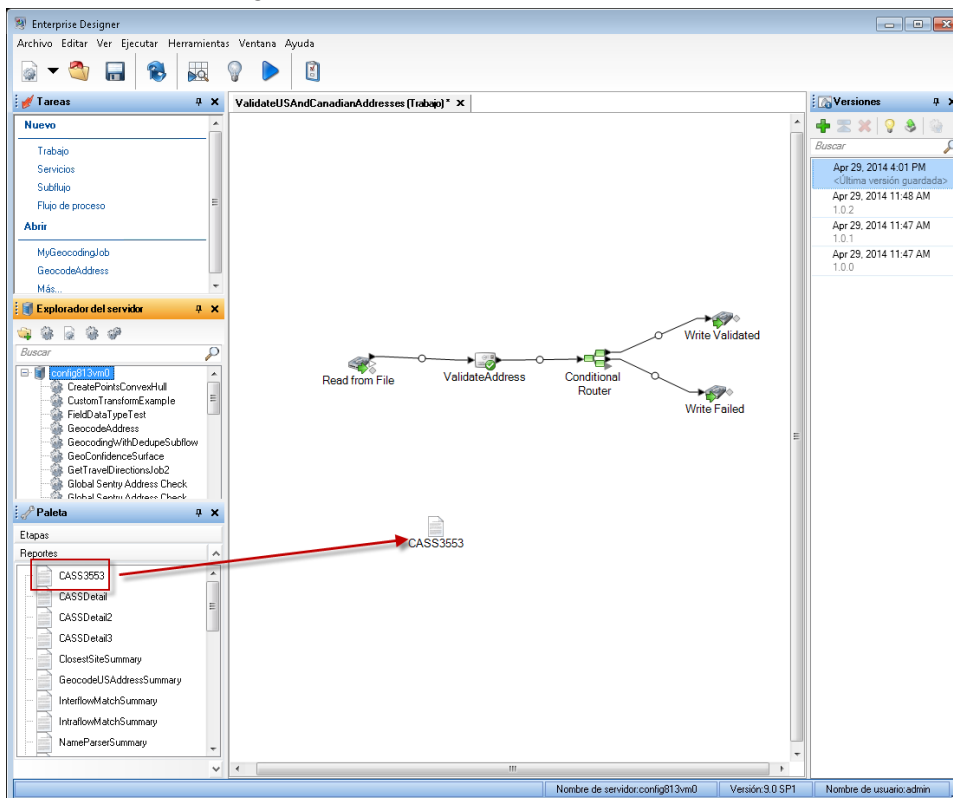 Enterprise Designer
Archivo Editar Ver Ejecutar Herramientas Ventana Ayuda
Tareas
Nuevo
Trabajo
Servicios
Subflujo
Flujo de proceso
Abrir
MyGeocodingJob
GeocodeAddress
Más...
Explorador del servidor
Buscar
config813vm0
CreatePointsConvexHull
CustomTransformExample
FieldDataTypeTest
GeocodeAddress
GeocodingWithDedupeSubflow
GeoConfidenceSurface
GetTravelDirectionsJob2
Global Sentry Address Check
Global Sentry Address Check
Paleta
Etapas
Reportes
CASS3553
CASSDetail
CASSDetail2
CASSDetail3
ClosestSiteSummary
GeocodeUSAddressSummary
InterflowMatchSummary
IntraflowMatchSummary
NameParserSummary
ValidateUSAndCanadianAddresses (Trabajo) *
Read from File
ValidateAddress
Conditional
Router
Write Validated
Write Failed
CASS3553
Versiones
Buscar
Apr 29, 2014 4:01 PM
<Última versión guardada>
Apr 29, 2014 11:48 AM
1.0.2
Apr 29, 2014 11:47 AM
1.0.1
Apr 29, 2014 11:47 AM
1.0.0
Nombre de servidor:config813vm0
Versión:9.0 SP1
Nombre de usuario:admin